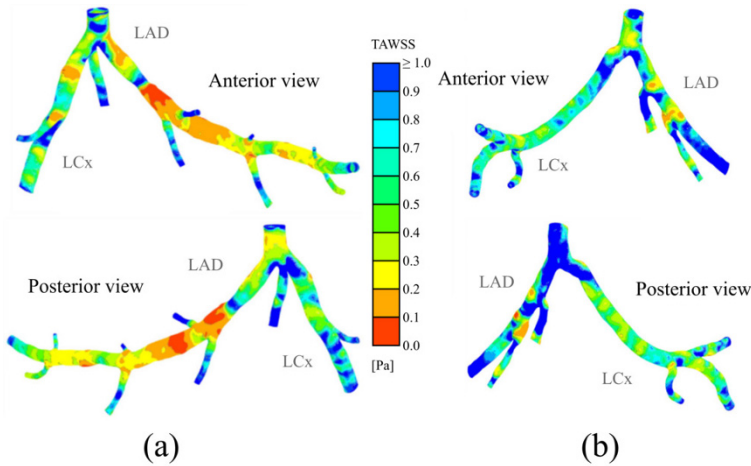 LAD
Anterior view
LCx
TAWSS
≥ 1.0
0.9
0.8
0.7
0.6
0.5
0.4
0.3
0.2
0.1
0.0
[Pa]
Anterior view
LAD
LCx
LAD
Posterior view
LCx
LAD
Posterior view
LCx
(a)
(b)